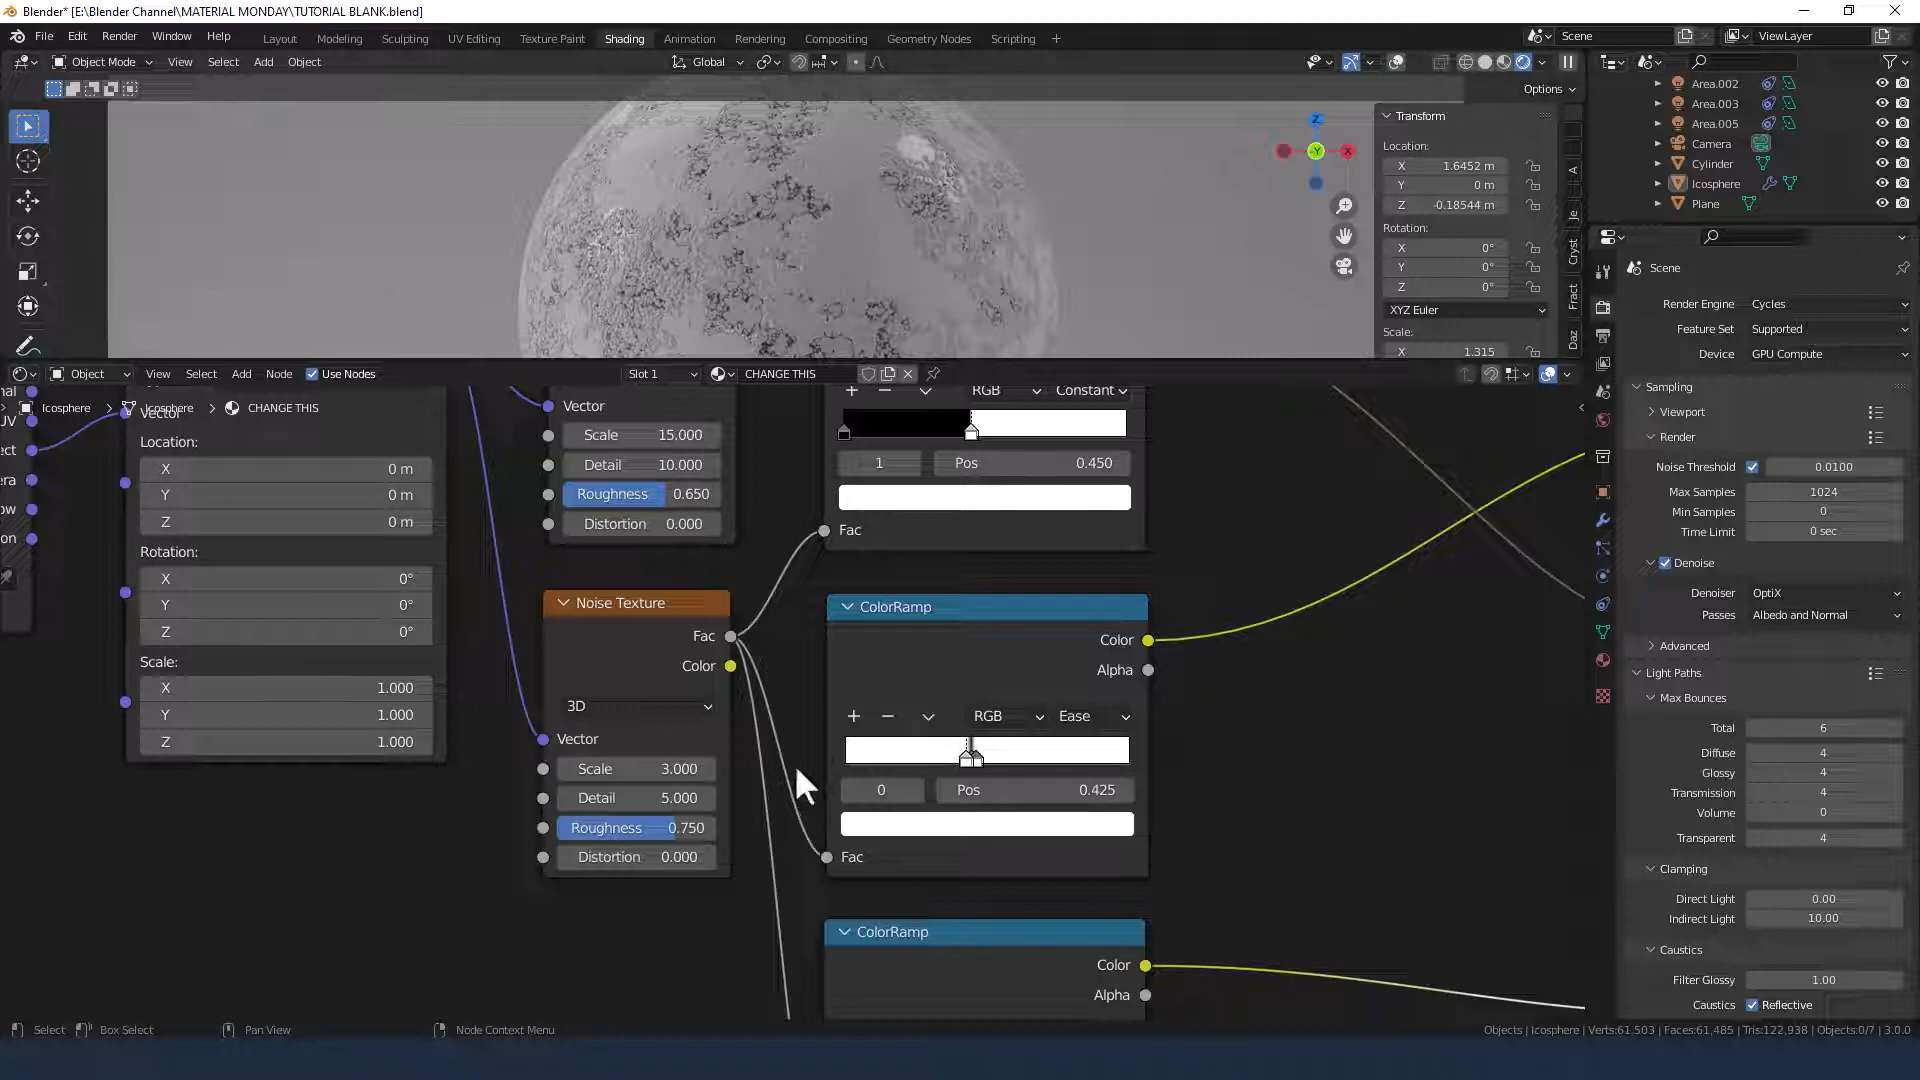 Blender* [E:\Blender Channel\MATERIAL MONDAY\TUTORIAL BLANK.blend]
File Edit Render Window Help Layout Modeling Sculpting UV Editing Texture Paint Shading Animation Rendering Compositing Geometry Nodes Scripting + Scene ViewLayer
Object Mode View Select Add Object Global
Options
Area.002
Area.003
Area.005
Camera
Cylinder
Icosphere
Plane
Z
Y
X
Transform
Location:
X 1.6452 m
Y 0 m
Z -0.18544 m
Rotation:
X 0°
Y 0°
Z 0°
XYZ Euler
Scale:
X 1.315
A
Je
Cryst
Fract
Daz
Object View Select Add Node Use Nodes Slot 1 CHANGE THIS
Icosphere > Icosphere > CHANGE THIS
UV
ect
era
ow
on
Vector
Location:
X 0 m
Y 0 m
Z 0 m
Rotation:
X 0°
Y 0°
Z 0°
Scale:
X 1.000
Y 1.000
Z 1.000
Vector
Scale 15.000
Detail 10.000
Roughness 0.650
Distortion 0.000
Noise Texture
Fac
Color
3D
Vector
Scale 3.000
Detail 5.000
Roughness 0.750
Distortion 0.000
RGB Constant
1 Pos 0.450
Fac
ColorRamp
Color
Alpha
RGB Ease
0 Pos 0.425
Fac
ColorRamp
Color
Alpha
Scene
Render Engine Cycles
Feature Set Supported
Device GPU Compute
Sampling
Viewport
Render
Noise Threshold 0.0100
Max Samples 1024
Min Samples 0
Time Limit 0 sec
Denoise
Denoiser OptiX
Passes Albedo and Normal
Advanced
Light Paths
Max Bounces
Total 6
Diffuse 4
Glossy 4
Transmission 4
Volume 0
Transparent 4
Clamping
Direct Light 0.00
Indirect Light 10.00
Caustics
Filter Glossy 1.00
Caustics Reflective
Select Box Select Pan View Node Context Menu Objects | Icosphere | Verts:61,503 | Faces:61,485 | Tris:122,938 | Objects:0/7 | 3.0.0